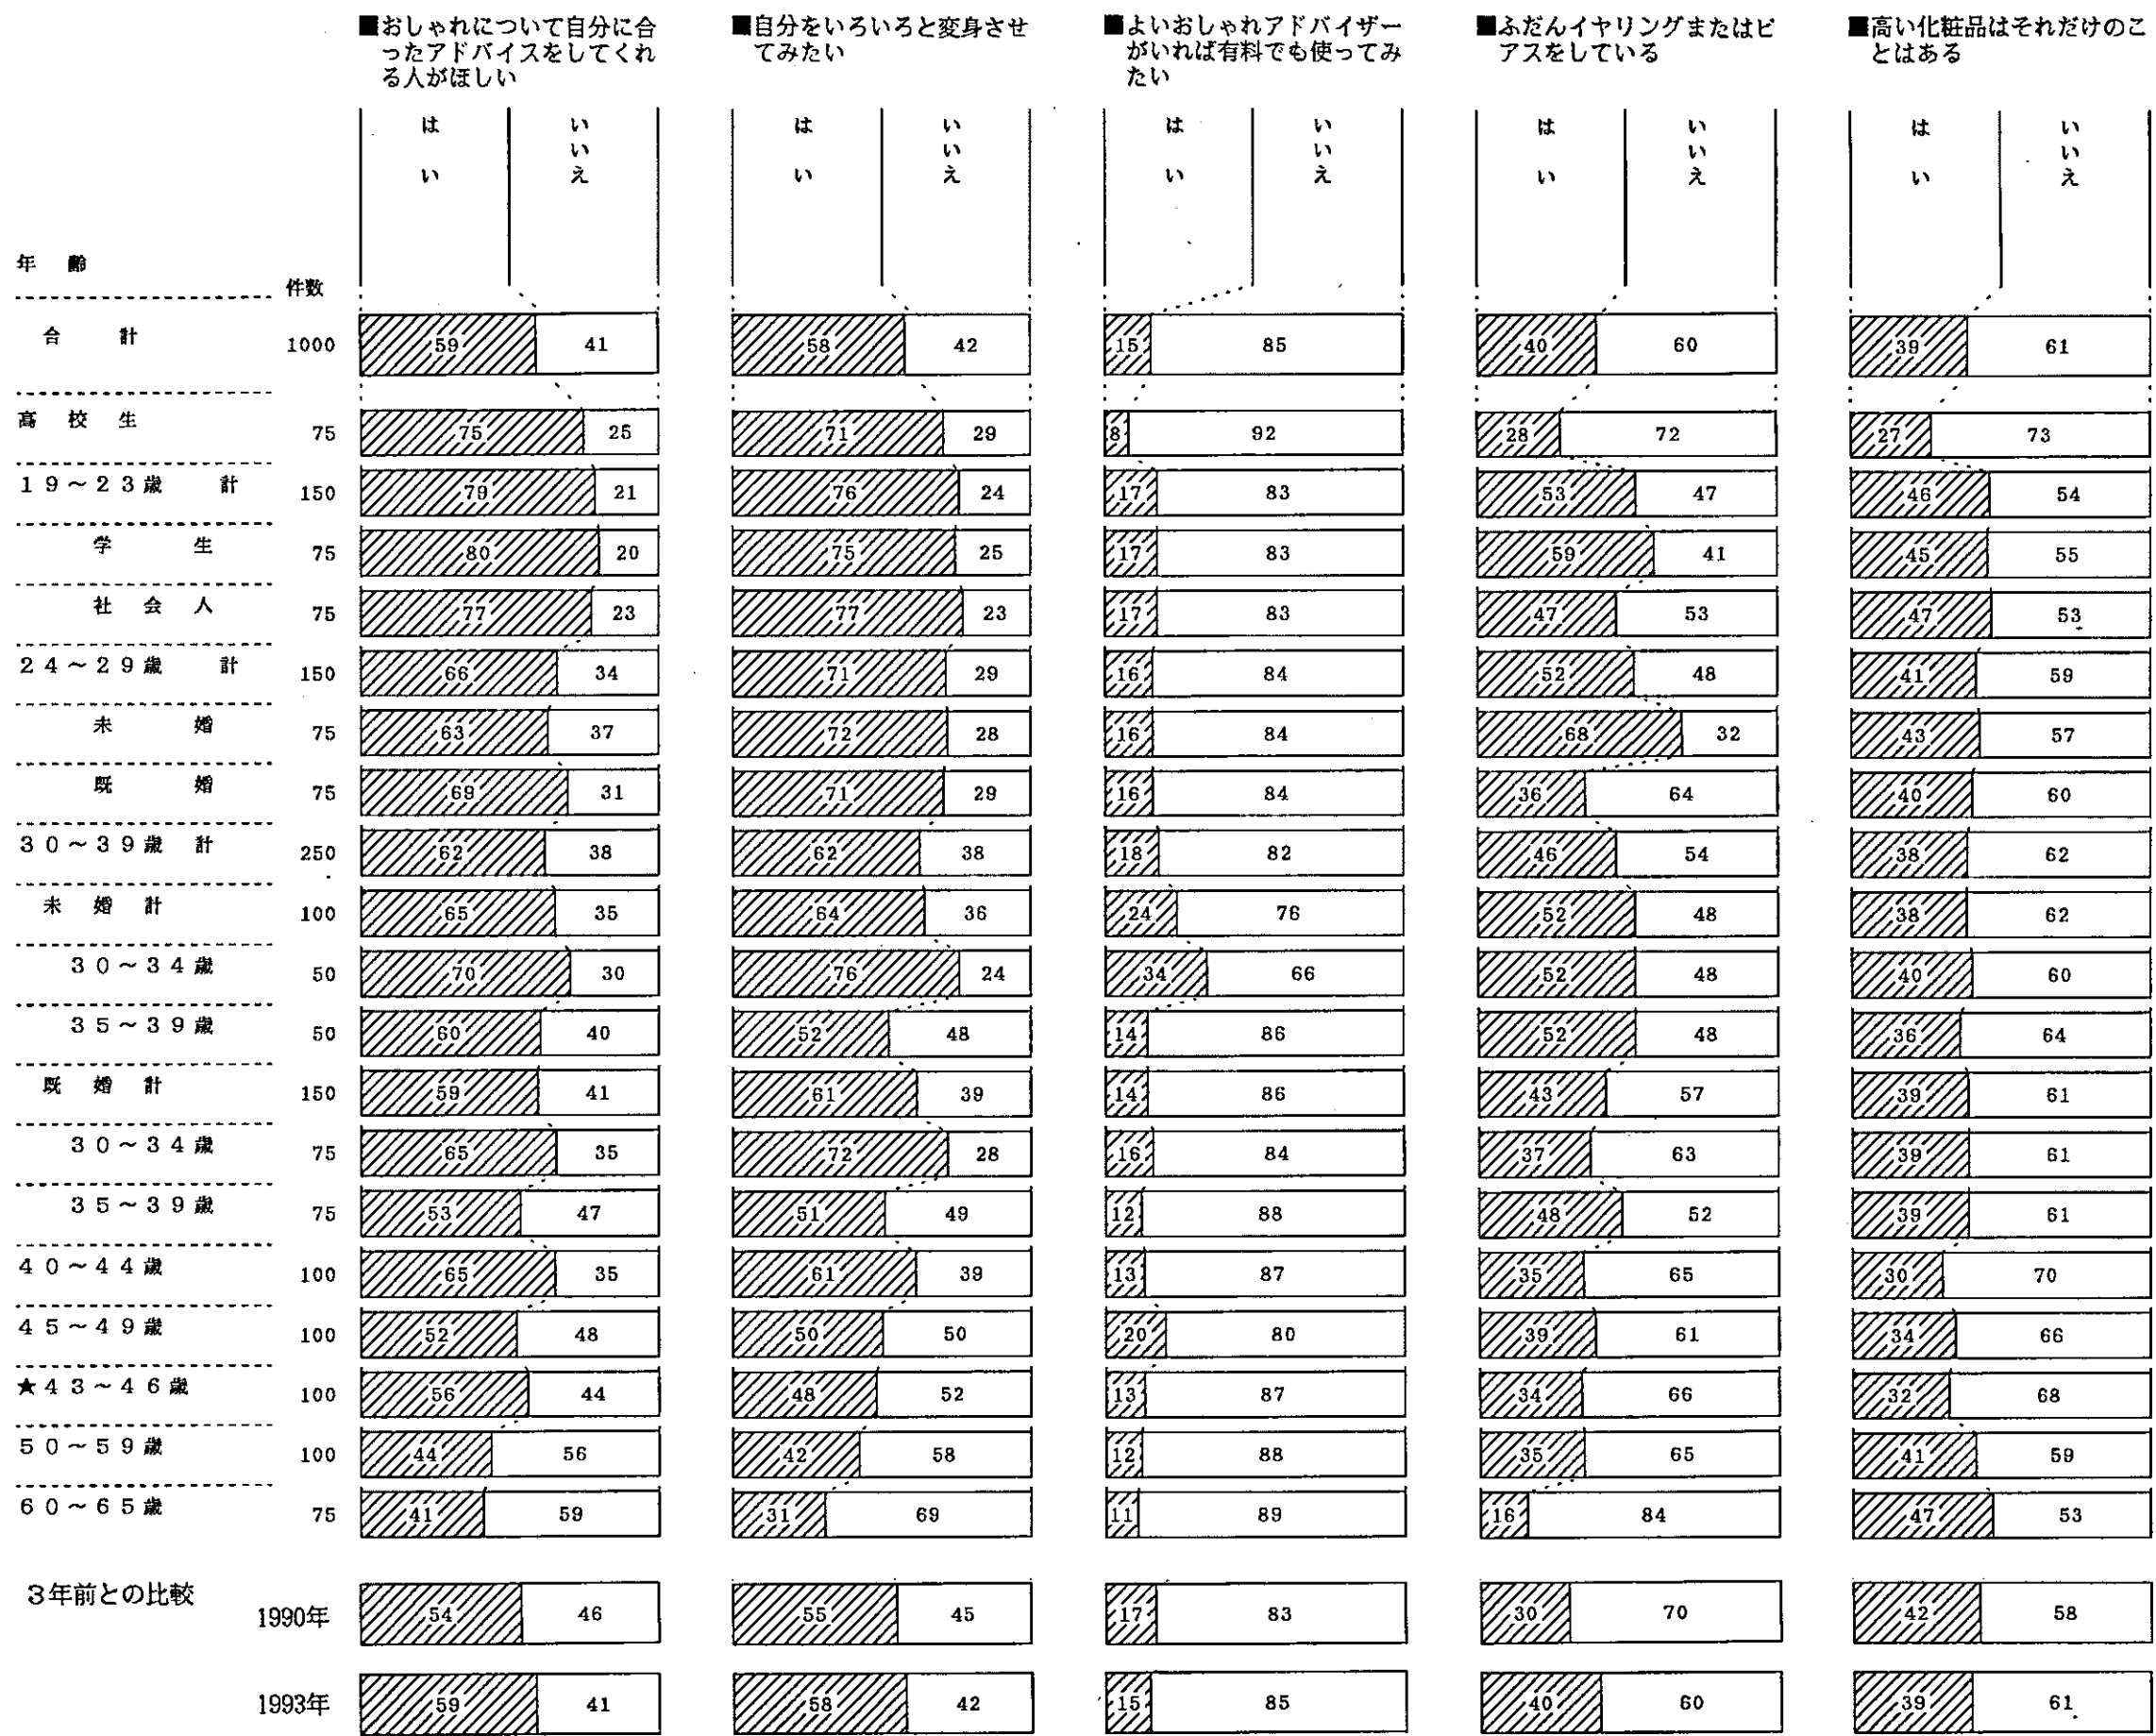 ■おしゃれについて自分に合
ったアドバイスをしてくれ
る人がほしい
■自分をいろいろと変身させ
てみたい
■よいおしゃれアドバイザー
がいれば有料でも使ってみ
たい
■ふだんイヤリングまたはピ
アスをしている
■高い化粧品はそれだけのこ
とはある
はい いいえ はい いいえ はい いいえ はい いいえ はい いいえ
年齢
件数
合計 1000 59 41 58 42 15 85 40 60 39 61
高校生 75 75 25 71 29 8 92 28 72 27 73
19～23歳 計 150 79 21 76 24 17 83 53 47 46 54
学生 75 80 20 75 25 17 83 59 41 45 55
社会人 75 77 23 77 23 17 83 47 53 47 53
24～29歳 計 150 66 34 71 29 16 84 52 48 41 59
未婚 75 63 37 72 28 16 84 68 32 43 57
既婚 75 69 31 71 29 16 84 36 64 40 60
30～39歳 計 250 62 38 62 38 18 82 46 54 38 62
未婚計 100 65 35 64 36 24 76 52 48 38 62
30～34歳 50 70 30 76 24 34 66 52 48 40 60
35～39歳 50 60 40 52 48 14 86 52 48 36 64
既婚計 150 59 41 61 39 14 86 43 57 39 61
30～34歳 75 65 35 72 28 16 84 37 63 39 61
35～39歳 75 53 47 51 49 12 88 48 52 39 61
40～44歳 100 65 35 61 39 13 87 35 65 30 70
45～49歳 100 52 48 50 50 20 80 39 61 34 66
★43～46歳 100 56 44 48 52 13 87 34 66 32 68
50～59歳 100 44 56 42 58 12 88 35 65 41 59
60～65歳 75 41 59 31 69 11 89 16 84 47 53
3年前との比較
1990年 54 46 55 45 17 83 30 70 42 58
1993年 59 41 58 42 15 85 40 60 39 61